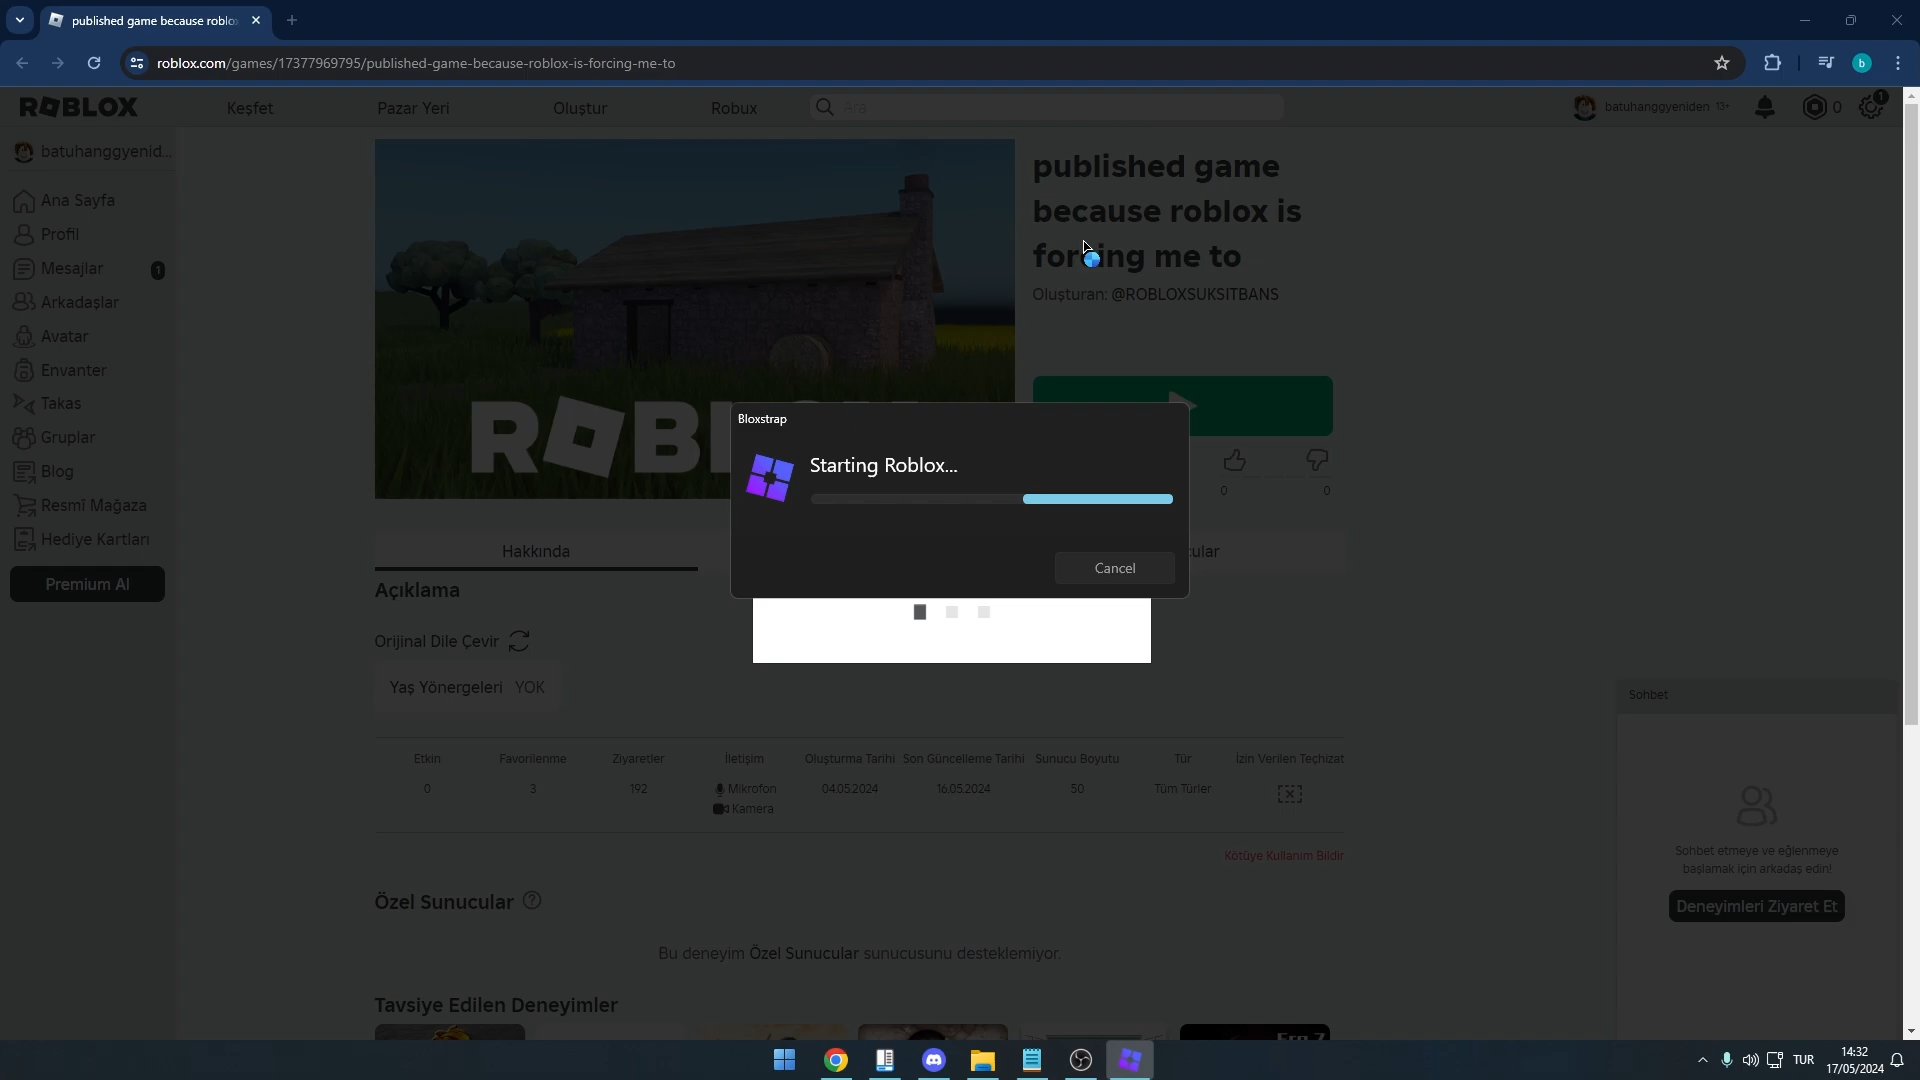 published game because roblo
roblox.com/games/17377969795/published-game-because-roblox-is-forcing-me-to
b
ROBLOX
Keşfet
Pazar Yeri
Oluştur
Robux
Ara
batuhanggyeniden 13+
0
1
batuhanggyenid...
Ana Sayfa
Profil
Mesajlar
1
Arkadaşlar
Avatar
Envanter
Takas
Gruplar
Blog
Resmî Mağaza
Hediye Kartları
Premium Al
published game
because roblox is
forcing me to
Oluşturan: @ROBLOXSUKSITBANS
0
0
Bloxstrap
Starting Roblox...
Cancel
Hakkında
Açıklama
Orijinal Dile Çevir
Yaş Yönergeleri YOK
Etkin
Favorilenme
Ziyaretler
İletişim
Oluşturma Tarihi
Son Güncelleme Tarihi
Sunucu Boyutu
Tür
İzin Verilen Teçhizat
0
3
192
Mikrofon
Kamera
04.05.2024
16.05.2024
50
Tüm Türler
Kötüye Kullanım Bildir
Özel Sunucular
Bu deneyim Özel Sunucular sunucusunu desteklemiyor.
Tavsiye Edilen Deneyimler
Sohbet
Sohbet etmeye ve eğlenmeye
başlamak için arkadaş edin!
Deneyimleri Ziyaret Et
TUR
14:32
17/05/2024